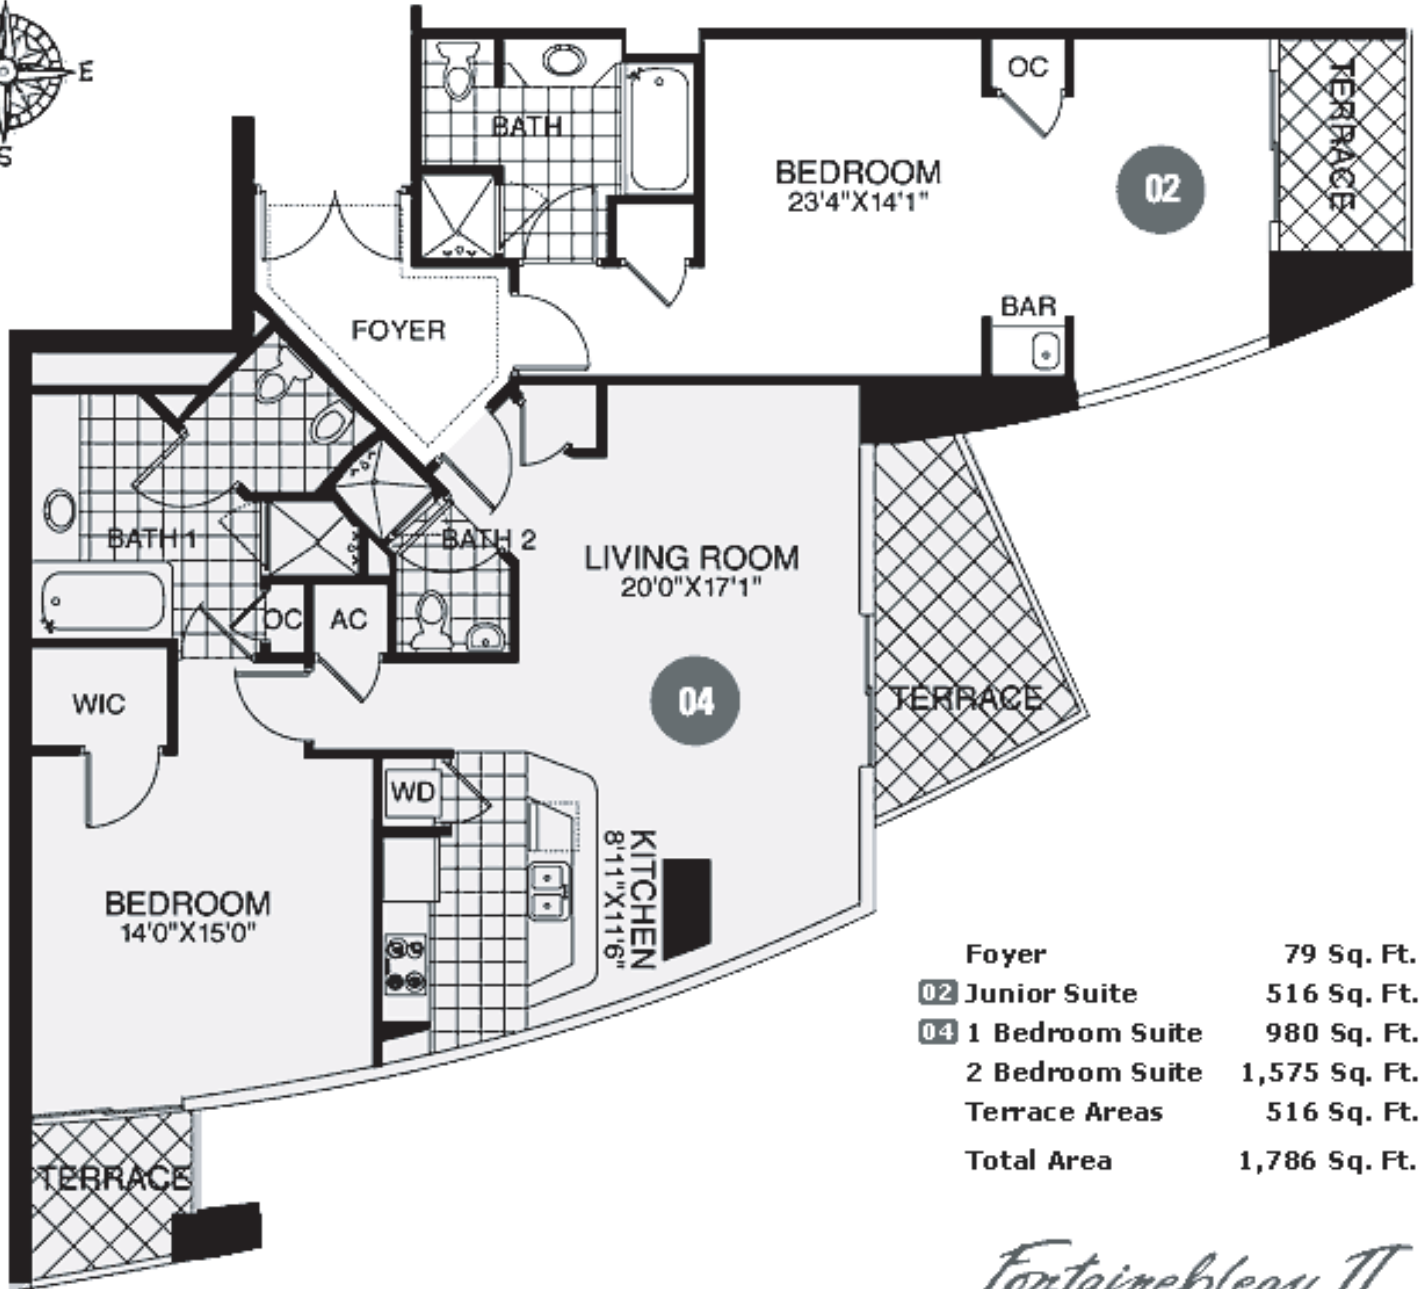 E
S
OC
TERRACE
BATH
BEDROOM
23'4"X14'1"
02
BAR
FOYER
BATH 1
BATH 2
LIVING ROOM
20'0"X17'1"
OC
AC
WIC
04
TERRACE
WD
KITCHEN
8'11"X11'6"
BEDROOM
14'0"X15'0"
TERRACE
Foyer 79 Sq. Ft.
02 Junior Suite 516 Sq. Ft.
04 1 Bedroom Suite 980 Sq. Ft.
2 Bedroom Suite 1,575 Sq. Ft.
Terrace Areas 516 Sq. Ft.
Total Area 1,786 Sq. Ft.
Fontainebleau II